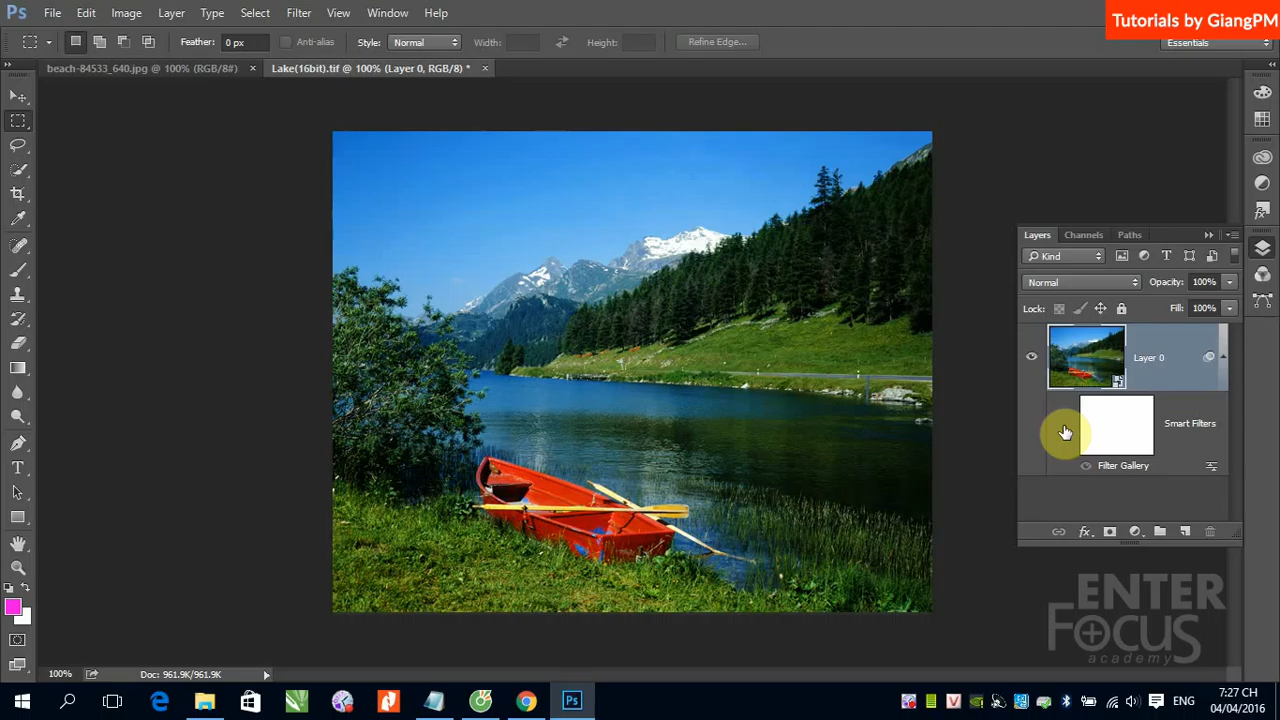 Ps File Edit Image Layer Type Select Filter View Window Help
Tutorials by GiangPM
Feather: 0 px Anti-alias Style: Normal Width: Height: Refine Edge... Essentials
beach-84533_640.jpg @ 100% (RGB/8#) × Lake(16bit).tif @ 100% (Layer 0, RGB/8) * ×
Layers Channels Paths
Kind
Normal Opacity: 100%
Lock: Fill: 100%
Layer 0
Smart Filters
Filter Gallery
fx
ENTER
FOCUS
academy
100% Doc: 961.9K/961.9K
Ps ENG 7:27 CH
04/04/2016